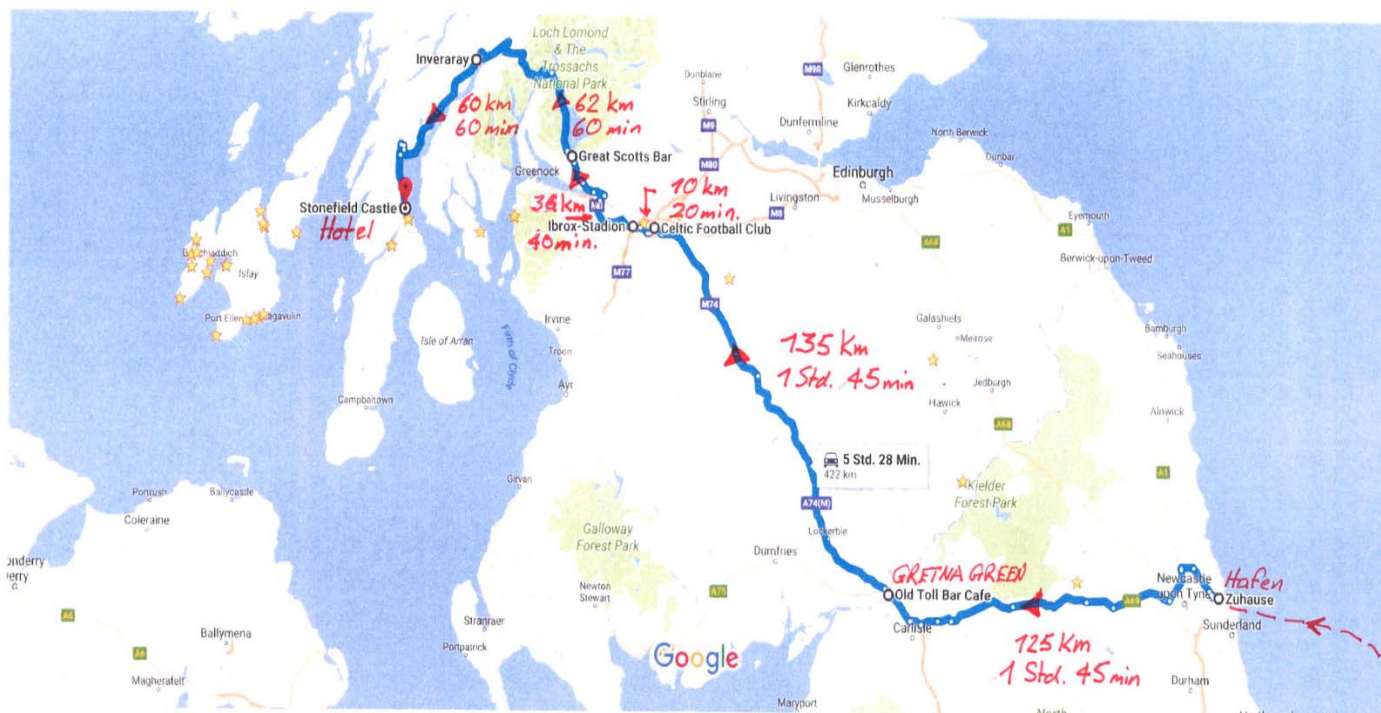 Loch Lomond
& The
Trossachs
National Park
Inveraray
60 km
60 min
62 km
60 min
Great Scotts Bar
Greenock
Stonefield Castle
Hotel
40 min.
Ibrox-Stadion
10 km
20 min.
Celtic Football Club
Dunblane
Stirling
M9
M80
M90
Glenrothes
Kirkcaldy
Dunfermline
North Berwick
Dunbar
Edinburgh
Musselburgh
Livingston
M8
A68
Eyemouth
A1
Berwick-upon-Tweed
M77
M74
Islay
Port Ellen
Isle of Arran
Firth of Clyde
Irvine
Troon
Ayr
Campbeltown
Girvan
Galashiels
Melrose
Jedburgh
Hawick
A68
Bamburgh
Seahouses
Alnwick
A1
135 Km
1 Std. 45 min
5 Std. 28 Min.
422 km
Kielder
Forest Park
A74(M)
Lockerbie
Portrush
Ballycastle
Coleraine
Galloway
Forest Park
Dumfries
Newton
Stewart
A75
GRETNA GREEN
Old Toll Bar Cafe
Carlisle
A69
Newcastle
upon Tyne
Hafen
Zuhause
Sunderland
125 Km
1 Std. 45 min
Durham
A6
A6
Ballymena
Magherafelt
Stranraer
Portpatrick
Google
Maryport